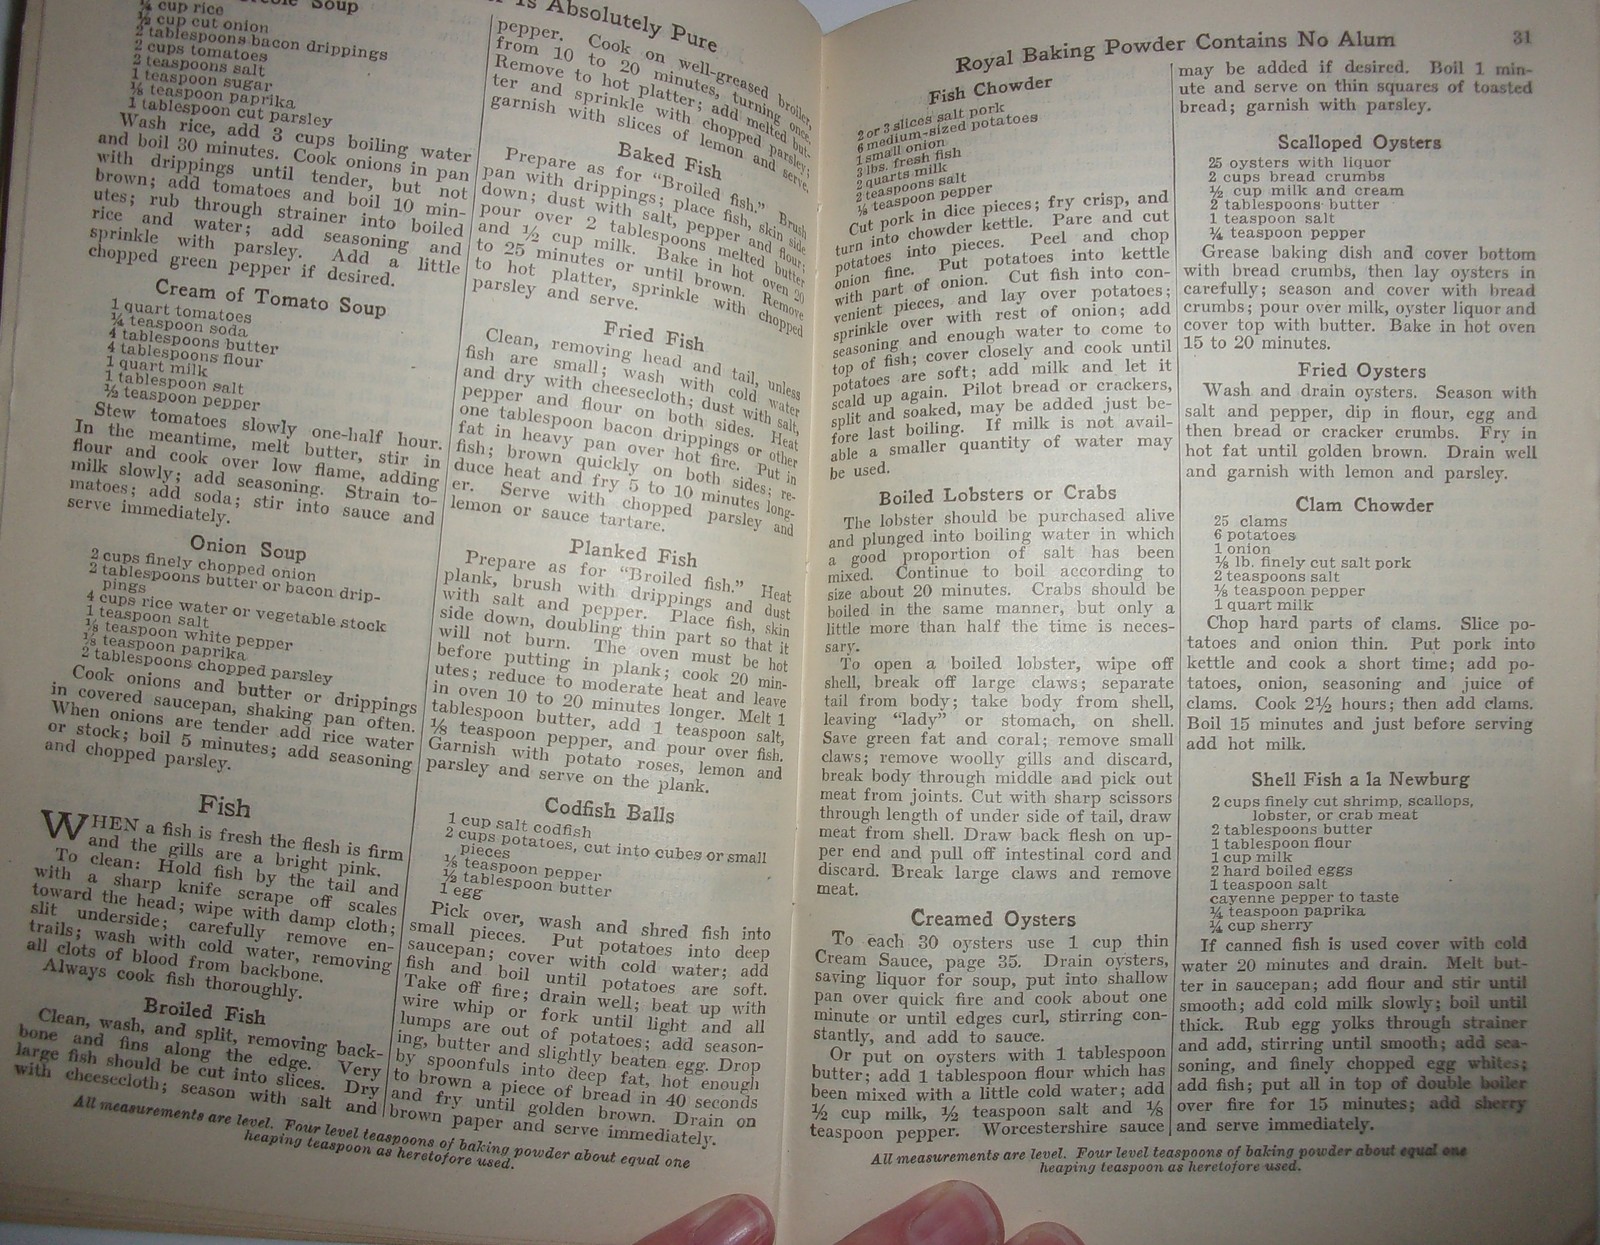 Soup
¼ cup rice
½ cup cut onion
2 tablespoons bacon drippings
2 cups tomatoes
2 teaspoons salt
1 teaspoon sugar
⅛ teaspoon paprika
1 tablespoon cut parsley
Wash rice, add 3 cups boiling water
and boil 30 minutes. Cook onions in pan
with drippings until tender, but not
brown; add tomatoes and boil 10 min-
utes; rub through strainer into boiled
rice and water; add seasoning and
sprinkle with parsley. Add a little
chopped green pepper if desired.
Cream of Tomato Soup
1 quart tomatoes
¼ teaspoon soda
4 tablespoons butter
4 tablespoons flour
1 quart milk
1 tablespoon salt
½ teaspoon pepper
Stew tomatoes slowly one-half hour.
In the meantime, melt butter, stir in
flour and cook over low flame, adding
milk slowly; add seasoning. Strain to-
matoes; add soda; stir into sauce and
serve immediately.
Onion Soup
2 cups finely chopped onion
2 tablespoons butter or bacon drip-
pings
4 cups rice water or vegetable stock
1 teaspoon salt
⅛ teaspoon white pepper
⅛ teaspoon paprika
2 tablespoons chopped parsley
Cook onions and butter or drippings
in covered saucepan, shaking pan often.
When onions are tender add rice water
or stock; boil 5 minutes; add seasoning
and chopped parsley.
Fish
WHEN a fish is fresh the flesh is firm
and the gills are a bright pink.
To clean: Hold fish by the tail and
with a sharp knife scrape off scales
toward the head; wipe with damp cloth;
slit underside; carefully remove en-
trails; wash with cold water, removing
all clots of blood from backbone.
Always cook fish thoroughly.
Broiled Fish
Clean, wash, and split, removing back-
bone and fins along the edge. Very
large fish should be cut into slices. Dry
with cheesecloth; season with salt and
Is Absolutely Pure
pepper. Cook on well-greased broiler,
from 10 to 20 minutes, turning once.
Remove to hot platter; add melted but-
ter and sprinkle with chopped parsley;
garnish with slices of lemon and serve.
Baked Fish
Prepare as for "Broiled fish." Brush
pan with drippings; place fish, skin side
down; dust with salt, pepper and flour;
pour over 2 tablespoons melted butter
and ½ cup milk. Bake in hot oven 20
to 25 minutes or until brown. Remove
to hot platter, sprinkle with chopped
parsley and serve.
Fried Fish
Clean, removing head and tail, unless
fish are small; wash with cold water
and dry with cheesecloth; dust with salt,
pepper and flour on both sides. Heat
one tablespoon bacon drippings or other
fat in heavy pan over hot fire. Put in
fish; brown quickly on both sides; re-
duce heat and fry 5 to 10 minutes long-
er. Serve with chopped parsley and
lemon or sauce tartare.
Planked Fish
Prepare as for "Broiled fish." Heat
plank, brush with drippings and dust
with salt and pepper. Place fish, skin
side down, doubling thin part so that it
will not burn. The oven must be hot
before putting in plank; cook 20 min-
utes; reduce to moderate heat and leave
in oven 10 to 20 minutes longer. Melt 1
tablespoon butter, add 1 teaspoon salt,
⅛ teaspoon pepper, and pour over fish.
Garnish with potato roses, lemon and
parsley and serve on the plank.
Codfish Balls
1 cup salt codfish
2 cups potatoes, cut into cubes or small
pieces
⅛ teaspoon pepper
½ tablespoon butter
1 egg
Pick over, wash and shred fish into
small pieces. Put potatoes into deep
saucepan; cover with cold water; add
fish and boil until potatoes are soft.
Take off fire; drain well; beat up with
wire whip or fork until light and all
lumps are out of potatoes; add season-
ing, butter and slightly beaten egg. Drop
by spoonfuls into deep fat, hot enough
to brown a piece of bread in 40 seconds
and fry until golden brown. Drain on
brown paper and serve immediately.
All measurements are level. Four level teaspoons of baking powder about equal one
heaping teaspoon as heretofore used.
Royal Baking Powder Contains No Alum
31
Fish Chowder
2 or 3 slices salt pork
6 medium-sized potatoes
1 small onion
3 lbs. fresh fish
2 quarts milk
2 teaspoons salt
⅛ teaspoon pepper
Cut pork in dice pieces; fry crisp, and
turn into chowder kettle. Pare and cut
potatoes into pieces. Peel and chop
onion fine. Put potatoes into kettle
with part of onion. Cut fish into con-
venient pieces, and lay over potatoes;
sprinkle over with rest of onion; add
seasoning and enough water to come to
top of fish; cover closely and cook until
potatoes are soft; add milk and let it
scald up again. Pilot bread or crackers,
split and soaked, may be added just be-
fore last boiling. If milk is not avail-
able a smaller quantity of water may
be used.
Boiled Lobsters or Crabs
The lobster should be purchased alive
and plunged into boiling water in which
a good proportion of salt has been
mixed. Continue to boil according to
size about 20 minutes. Crabs should be
boiled in the same manner, but only a
little more than half the time is neces-
sary.
To open a boiled lobster, wipe off
shell, break off large claws; separate
tail from body; take body from shell,
leaving "lady" or stomach, on shell.
Save green fat and coral; remove small
claws; remove woolly gills and discard,
break body through middle and pick out
meat from joints. Cut with sharp scissors
through length of under side of tail, draw
meat from shell. Draw back flesh on up-
per end and pull off intestinal cord and
discard. Break large claws and remove
meat.
Creamed Oysters
To each 30 oysters use 1 cup thin
Cream Sauce, page 35. Drain oysters,
saving liquor for soup, put into shallow
pan over quick fire and cook about one
minute or until edges curl, stirring con-
stantly, and add to sauce.
Or put on oysters with 1 tablespoon
butter; add 1 tablespoon flour which has
been mixed with a little cold water; add
½ cup milk, ½ teaspoon salt and ⅛
teaspoon pepper. Worcestershire sauce
may be added if desired. Boil 1 min-
ute and serve on thin squares of toasted
bread; garnish with parsley.
Scalloped Oysters
25 oysters with liquor
2 cups bread crumbs
½ cup milk and cream
2 tablespoons butter
1 teaspoon salt
¼ teaspoon pepper
Grease baking dish and cover bottom
with bread crumbs, then lay oysters in
carefully; season and cover with bread
crumbs; pour over milk, oyster liquor and
cover top with butter. Bake in hot oven
15 to 20 minutes.
Fried Oysters
Wash and drain oysters. Season with
salt and pepper, dip in flour, egg and
then bread or cracker crumbs. Fry in
hot fat until golden brown. Drain well
and garnish with lemon and parsley.
Clam Chowder
25 clams
6 potatoes
1 onion
⅛ lb. finely cut salt pork
2 teaspoons salt
⅛ teaspoon pepper
1 quart milk
Chop hard parts of clams. Slice po-
tatoes and onion thin. Put pork into
kettle and cook a short time; add po-
tatoes, onion, seasoning and juice of
clams. Cook 2½ hours; then add clams.
Boil 15 minutes and just before serving
add hot milk.
Shell Fish a la Newburg
2 cups finely cut shrimp, scallops,
lobster, or crab meat
2 tablespoons butter
1 tablespoon flour
1 cup milk
2 hard boiled eggs
1 teaspoon salt
cayenne pepper to taste
¼ teaspoon paprika
¼ cup sherry
If canned fish is used cover with cold
water 20 minutes and drain. Melt but-
ter in saucepan; add flour and stir until
smooth; add cold milk slowly; boil until
thick. Rub egg yolks through strainer
and add, stirring until smooth; add sea-
soning, and finely chopped egg whites;
add fish; put all in top of double boiler
over fire for 15 minutes; add sherry
and serve immediately.
All measurements are level. Four level teaspoons of baking powder about equal one
heaping teaspoon as heretofore used.